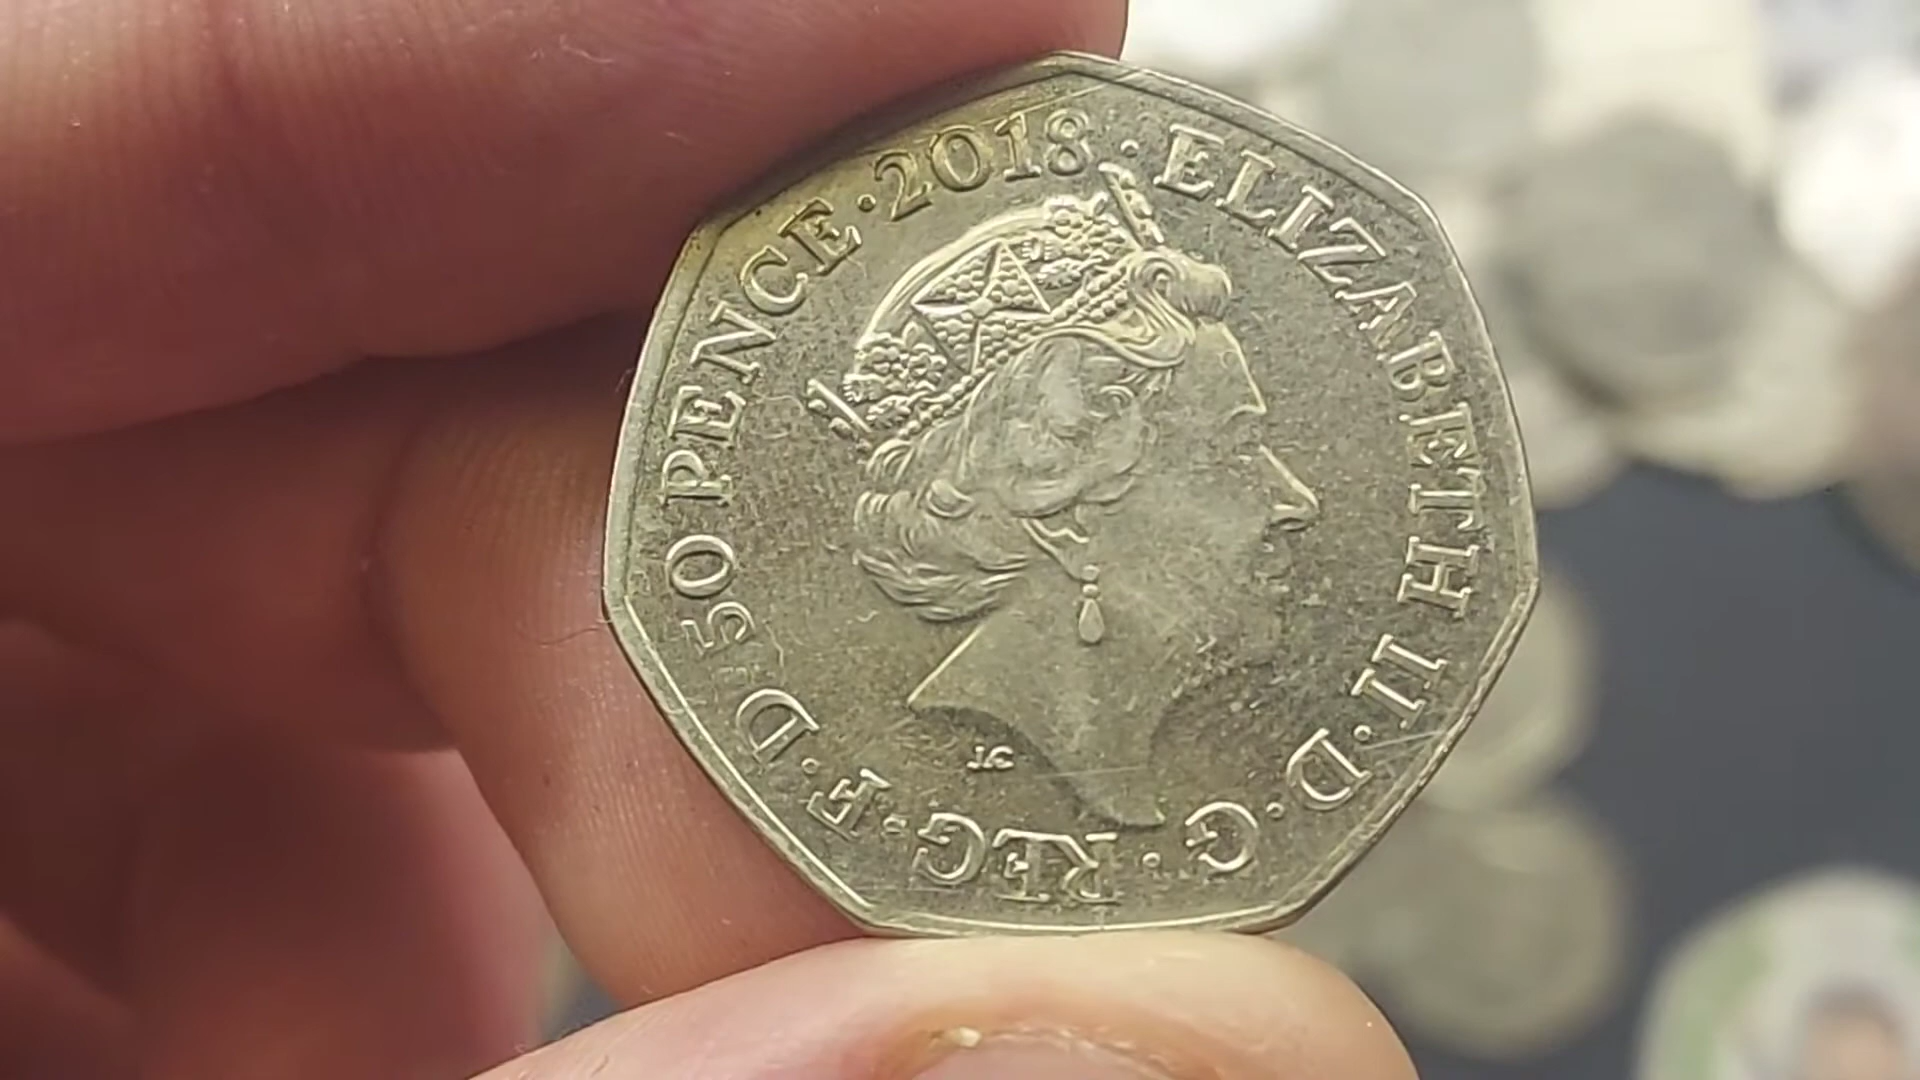 ELIZABETH II · D · G · REG · F · D · 50 PENCE · 2018 ·
JC